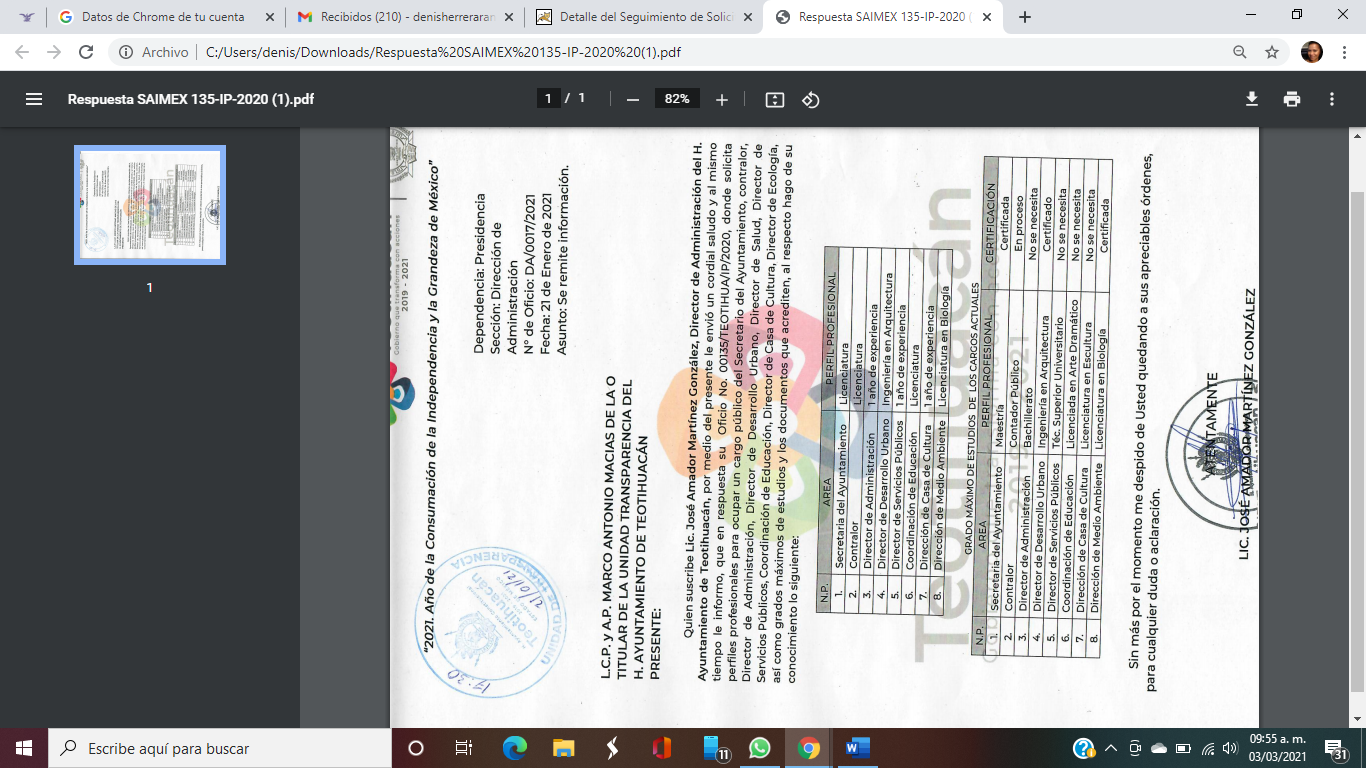 Datos de Chrome de tu cuenta
Recibidos (210) - denisherreraran
Detalle del Seguimiento de Solici
Respuesta SAIMEX 135-IP-2020 (
Archivo
C:/Users/denis/Downloads/Respuesta%20SAIMEX%20135-IP-2020%20(1).pdf
Respuesta SAIMEX 135-IP-2020 (1).pdf
1 / 1
82%
1
Gobierno que transforma con acciones
2019 - 2021
"2021. Año de la Consumación de la Independencia y la Grandeza de México"
Teotihuacán
17:30
Dependencia: Presidencia
Sección: Dirección de
Administración
N° de Oficio: DA/0017/2021
Fecha: 21 de Enero de 2021
Asunto: Se remite información.
L.C.P. y A.P. MARCO ANTONIO MACIAS DE LA O
TITULAR DE LA UNIDAD TRANSPARENCIA DEL
H. AYUNTAMIENTO DE TEOTIHUACÁN
PRESENTE:
Quien suscribe Lic. José Amador Martínez González, Director de Administración del H.
Ayuntamiento de Teotihuacán, por medio del presente le envió un cordial saludo y al mismo
tiempo le informo, que en respuesta su Oficio No. 00135/TEOTIHUA/IP/2020, donde solicita
perfiles profesionales para ocupar un cargo público del Secretario del Ayuntamiento, contralor,
Director de Administración, Director de Desarrollo Urbano, Director de Salud, Director de
Servicios Públicos, Coordinación de Educación, Director de Casa de Cultura, Director de Ecología,
así como grados máximos de estudios y los documentos que acrediten, al respecto hago de su
conocimiento lo siguiente:
N.P. AREA PERFIL PROFESIONAL
1. Secretaria del Ayuntamiento Licenciatura
2. Contralor Licenciatura
3. Director de Administración 1 año de experiencia
4. Director de Desarrollo Urbano Ingeniería en Arquitectura
5. Director de Servicios Públicos 1 año de experiencia
6. Coordinación de Educación Licenciatura
7. Dirección de Casa de Cultura 1 año de experiencia
8. Dirección de Medio Ambiente Licenciatura en Biología
Teotihuacán
2019 - 2021
GRADO MÁXIMO DE ESTUDIOS DE LOS CARGOS ACTUALES
N.P. AREA PERFIL PROFESIONAL CERTIFICACIÓN
1. Secretaria del Ayuntamiento Maestría Certificada
2. Contralor Contador Público En proceso
3. Director de Administración Bachillerato No se necesita
4. Director de Desarrollo Urbano Ingeniería en Arquitectura Certificado
5. Director de Servicios Públicos Téc. Superior Universitario No se necesita
6. Coordinación de Educación Licenciada en Arte Dramático No se necesita
7. Dirección de Casa de Cultura Licenciatura en Escultura No se necesita
8. Dirección de Medio Ambiente Licenciatura en Biología Certificada
Sin más por el momento me despido de Usted quedando a sus apreciables órdenes,
para cualquier duda o aclaración.
ATENTAMENTE
LIC. JOSÉ AMADOR MARTÍNEZ GONZÁLEZ
Escribe aquí para buscar
11
09:55 a. m.
03/03/2021
31